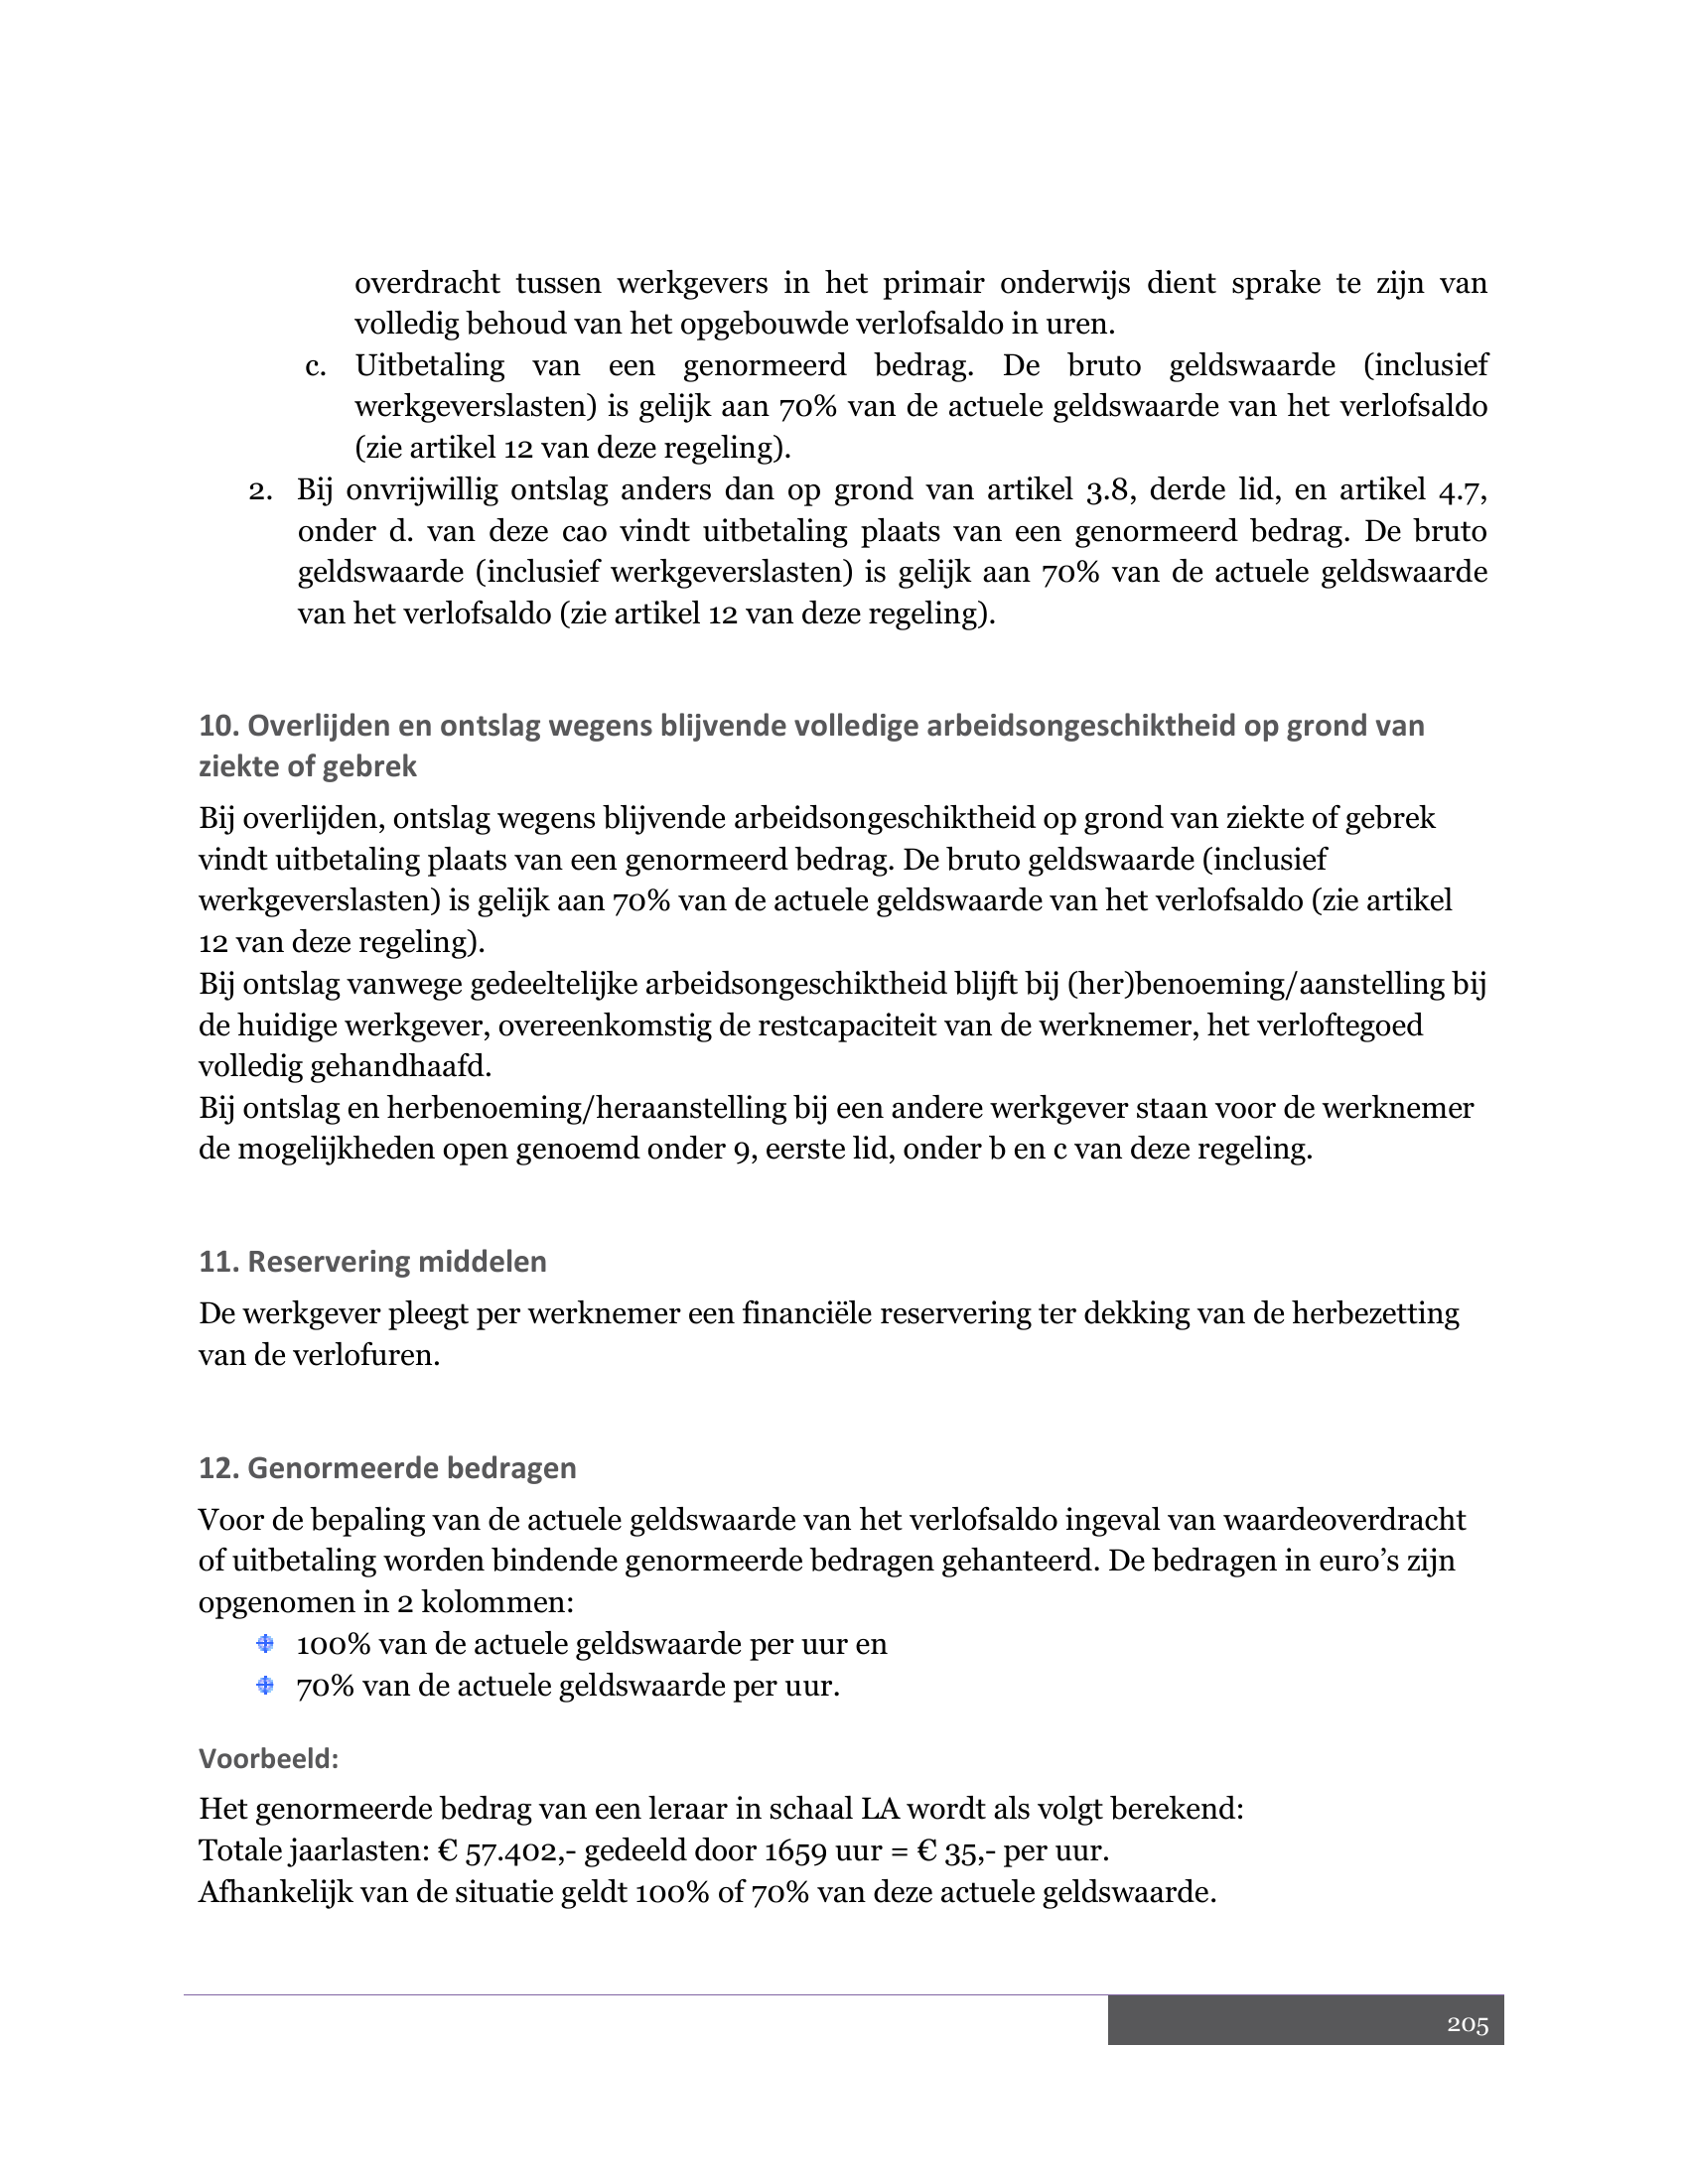 overdracht tussen werkgevers in het primair onderwijs dient sprake te zijn van
volledig behoud van het opgebouwde verlofsaldo in uren.
c. Uitbetaling van een genormeerd bedrag. De bruto geldswaarde (inclusief
werkgeverslasten) is gelijk aan 70% van de actuele geldswaarde van het verlofsaldo
(zie artikel 12 van deze regeling).
2. Bij onvrijwillig ontslag anders dan op grond van artikel 3.8, derde lid, en artikel 4.7,
onder d. van deze cao vindt uitbetaling plaats van een genormeerd bedrag. De bruto
geldswaarde (inclusief werkgeverslasten) is gelijk aan 70% van de actuele geldswaarde
van het verlofsaldo (zie artikel 12 van deze regeling).
10. Overlijden en ontslag wegens blijvende volledige arbeidsongeschiktheid op grond van
ziekte of gebrek
Bij overlijden, ontslag wegens blijvende arbeidsongeschiktheid op grond van ziekte of gebrek
vindt uitbetaling plaats van een genormeerd bedrag. De bruto geldswaarde (inclusief
werkgeverslasten) is gelijk aan 70% van de actuele geldswaarde van het verlofsaldo (zie artikel
12 van deze regeling).
Bij ontslag vanwege gedeeltelijke arbeidsongeschiktheid blijft bij (her)benoeming/aanstelling bij
de huidige werkgever, overeenkomstig de restcapaciteit van de werknemer, het verloftegoed
volledig gehandhaafd.
Bij ontslag en herbenoeming/heraanstelling bij een andere werkgever staan voor de werknemer
de mogelijkheden open genoemd onder 9, eerste lid, onder b en c van deze regeling.
11. Reservering middelen
De werkgever pleegt per werknemer een financiële reservering ter dekking van de herbezetting
van de verlofuren.
12. Genormeerde bedragen
Voor de bepaling van de actuele geldswaarde van het verlofsaldo ingeval van waardeoverdracht
of uitbetaling worden bindende genormeerde bedragen gehanteerd. De bedragen in euro’s zijn
opgenomen in 2 kolommen:
100% van de actuele geldswaarde per uur en
70% van de actuele geldswaarde per uur.
Voorbeeld:
Het genormeerde bedrag van een leraar in schaal LA wordt als volgt berekend:
Totale jaarlasten: € 57.402,- gedeeld door 1659 uur = € 35,- per uur.
Afhankelijk van de situatie geldt 100% of 70% van deze actuele geldswaarde.
205